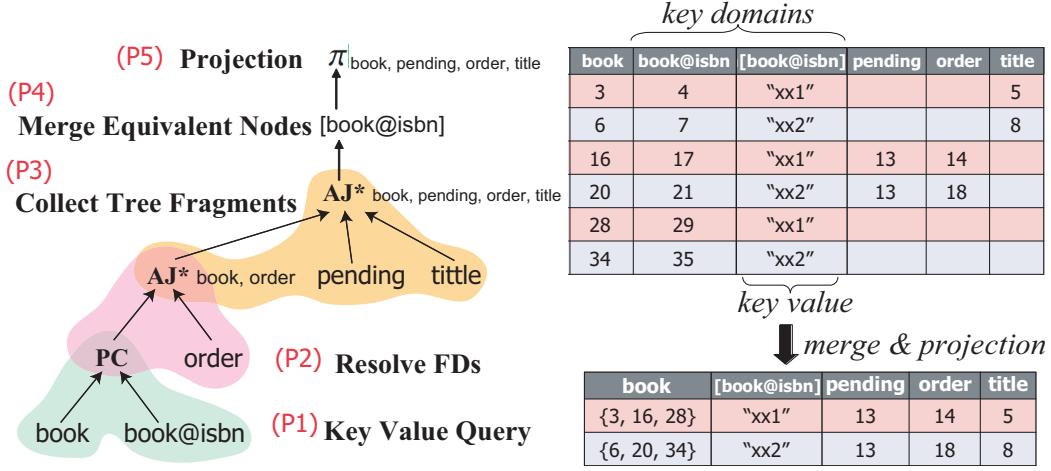 (P5) Projection π book, pending, order, title
(P4)
Merge Equivalent Nodes [book@isbn]
(P3)
Collect Tree Fragments AJ* book, pending, order, title
AJ* book, order pending tittle
PC order
(P2) Resolve FDs
book book@isbn
(P1) Key Value Query
key domains
book book@isbn [book@isbn] pending order title
3 4 “xx1” 5
6 7 “xx2” 8
16 17 “xx1” 13 14
20 21 “xx2” 13 18
28 29 “xx1”
34 35 “xx2”
key value
merge & projection
book [book@isbn] pending order title
{3, 16, 28} “xx1” 13 14 5
{6, 20, 34} “xx2” 13 18 8